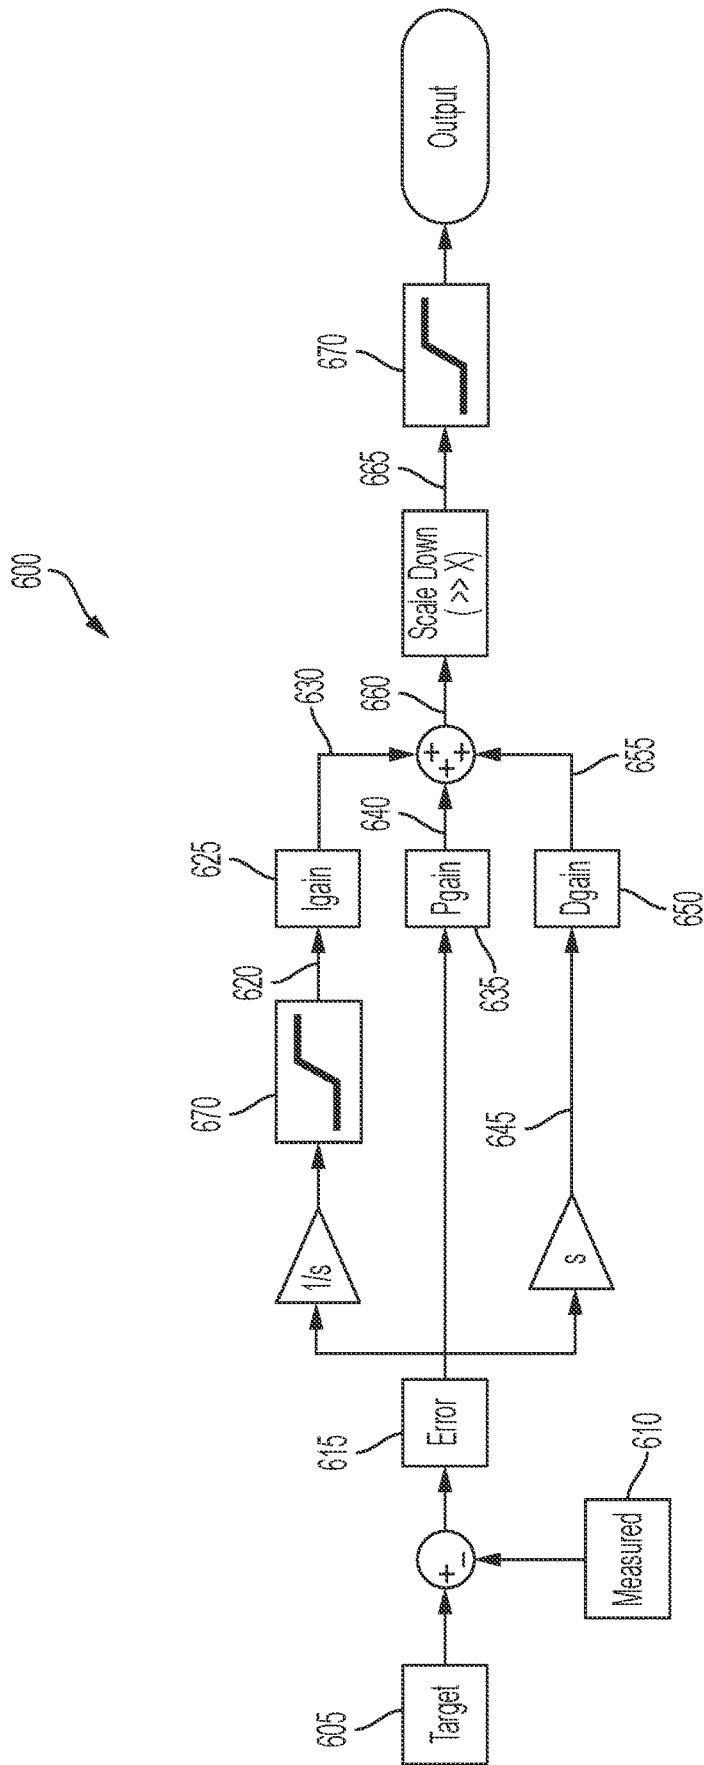 600
605
Target
Measured
610
+
−
615
Error
1/s
s
670
620
645
625
Igain
Pgain
635
Dgain
650
630
640
655
+
+
+
660
Scale Down
(>> X)
665
670
Output